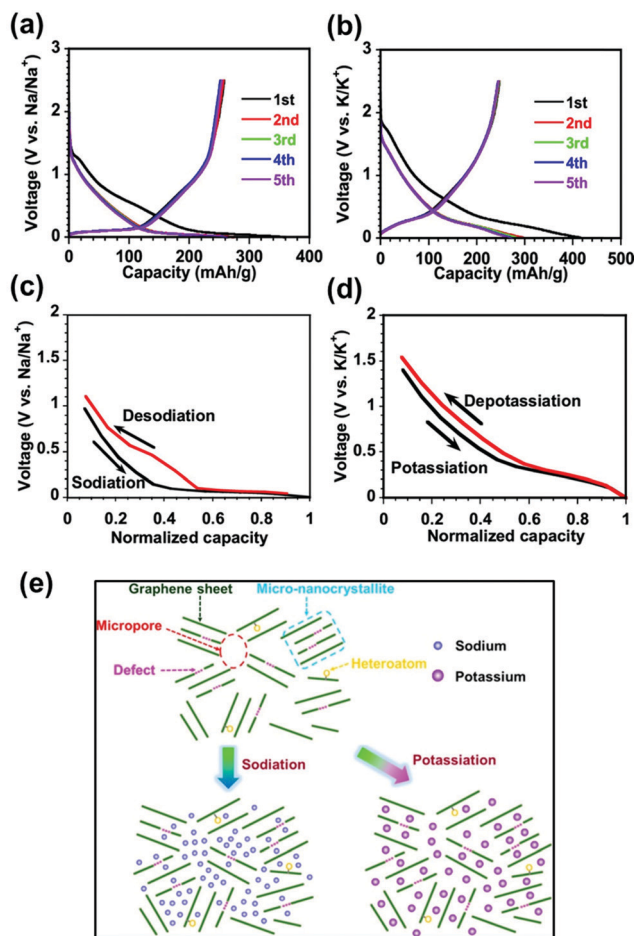 (a)
3
2
1
0
Voltage (V vs. Na/Na⁺)
1st
2nd
3rd
4th
5th
0 100 200 300 400
Capacity (mAh/g)
(b)
3
2
1
0
Voltage (V vs. K/K⁺)
1st
2nd
3rd
4th
5th
0 100 200 300 400 500
Capacity (mAh/g)
(c)
2
1.5
1
0.5
0
Voltage (V vs. Na/Na⁺)
Desodiation
Sodiation
0 0.2 0.4 0.6 0.8 1
Normalized capacity
(d)
2
1.5
1
0.5
0
Voltage (V vs. K/K⁺)
Depotassiation
Potassiation
0 0.2 0.4 0.6 0.8 1
Normalized capacity
(e)
Graphene sheet
Micro-nanocrystallite
Micropore
Defect
Heteroatom
Sodium
Potassium
Sodiation
Potassiation